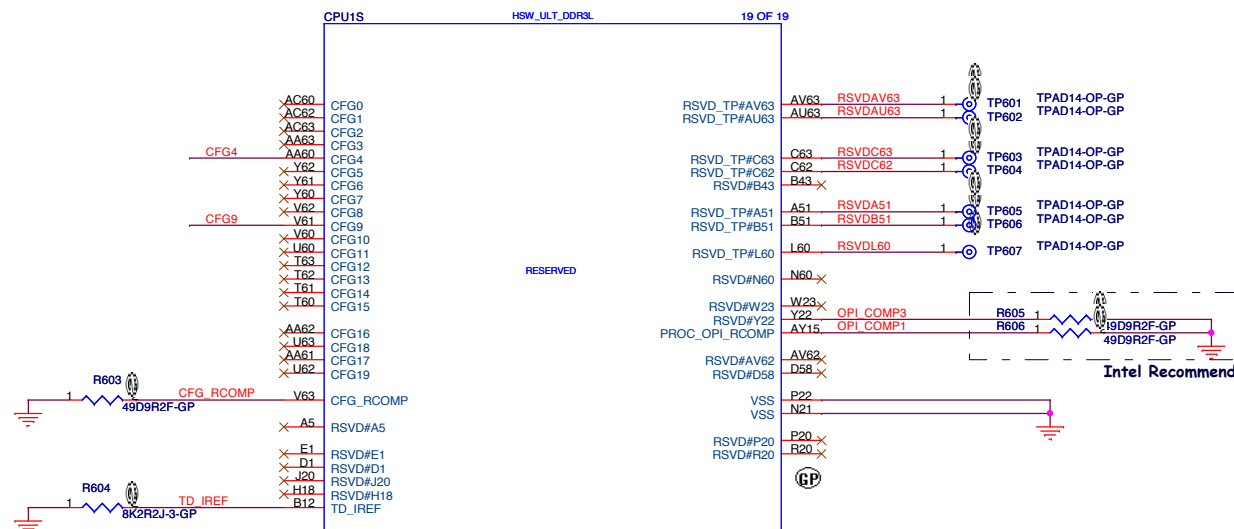 CPU1S HSW_ULT_DDR3L 19 OF 19
AC60 CFG0 RSVD_TP#AV63 AV63 RSVDAV63 1 TP601 TPAD14-OP-GP
AC62 CFG1 RSVD_TP#AU63 AU63 RSVDAU63 1 TP602 TPAD14-OP-GP
AC63 CFG2
AA63 CFG3
CFG4 AA60 CFG4 RSVD_TP#C63 C63 RSVDC63 1 TP603 TPAD14-OP-GP
Y62 CFG5 RSVD_TP#C62 C62 RSVDC62 1 TP604 TPAD14-OP-GP
Y61 CFG6 RSVD#B43 B43
Y60 CFG7
V62 CFG8 RSVD_TP#A51 A51 RSVDA51 1 TP605 TPAD14-OP-GP
CFG9 V61 CFG9 RSVD_TP#B51 B51 RSVDB51 1 TP606 TPAD14-OP-GP
V60 CFG10
U60 CFG11 RSVD_TP#L60 L60 RSVDL60 1 TP607 TPAD14-OP-GP
T63 CFG12
T62 CFG13 RESERVED RSVD#N60 N60
T61 CFG14
T60 CFG15 RSVD#W23 W23
RSVD#Y22 Y22 OPI_COMP3 R605 1
AA62 CFG16 PROC_OPI_RCOMP AY15 OPI_COMP1 R606 1 49D9R2F-GP
U63 CFG18 49D9R2F-GP
AA61 CFG17 RSVD#AV62 AV62
U62 CFG19 RSVD#D58 D58
Intel Recommend
R603 1 49D9R2F-GP CFG_RCOMP V63 CFG_RCOMP VSS P22
VSS N21
A5 RSVD#A5
RSVD#P20 P20
E1 RSVD#E1 RSVD#R20 R20
D1 RSVD#D1
J20 RSVD#J20 GP
H18 RSVD#H18
R604 1 8K2R2J-3-GP TD_IREF B12 TD_IREF